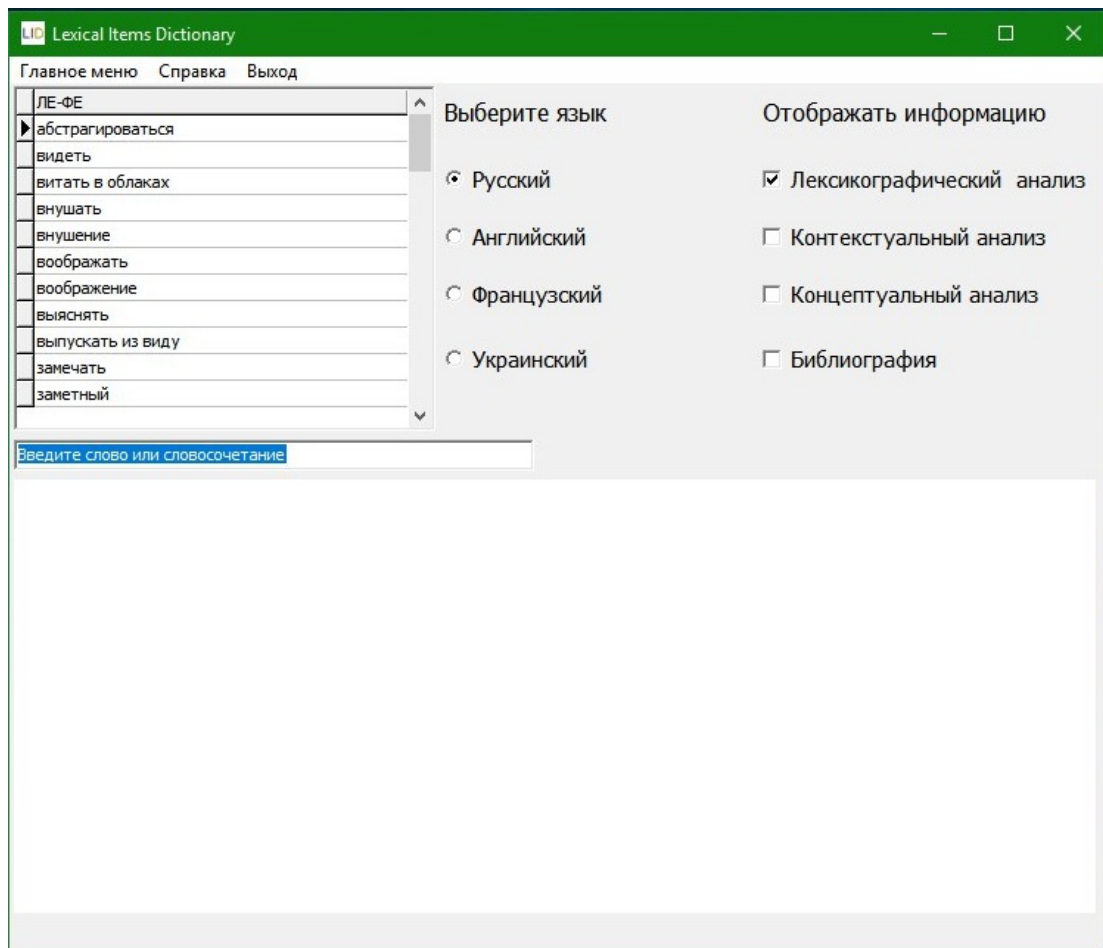 LID Lexical Items Dictionary
Главное меню Справка Выход
ЛЕ-ФЕ
абстрагироваться
видеть
витать в облаках
внушать
внушение
воображать
воображение
выяснять
выпускать из виду
замечать
заметный
Выберите язык
Русский
Английский
Французский
Украинский
Отображать информацию
Лексикографический анализ
Контекстуальный анализ
Концептуальный анализ
Библиография
Введите слово или словосочетание